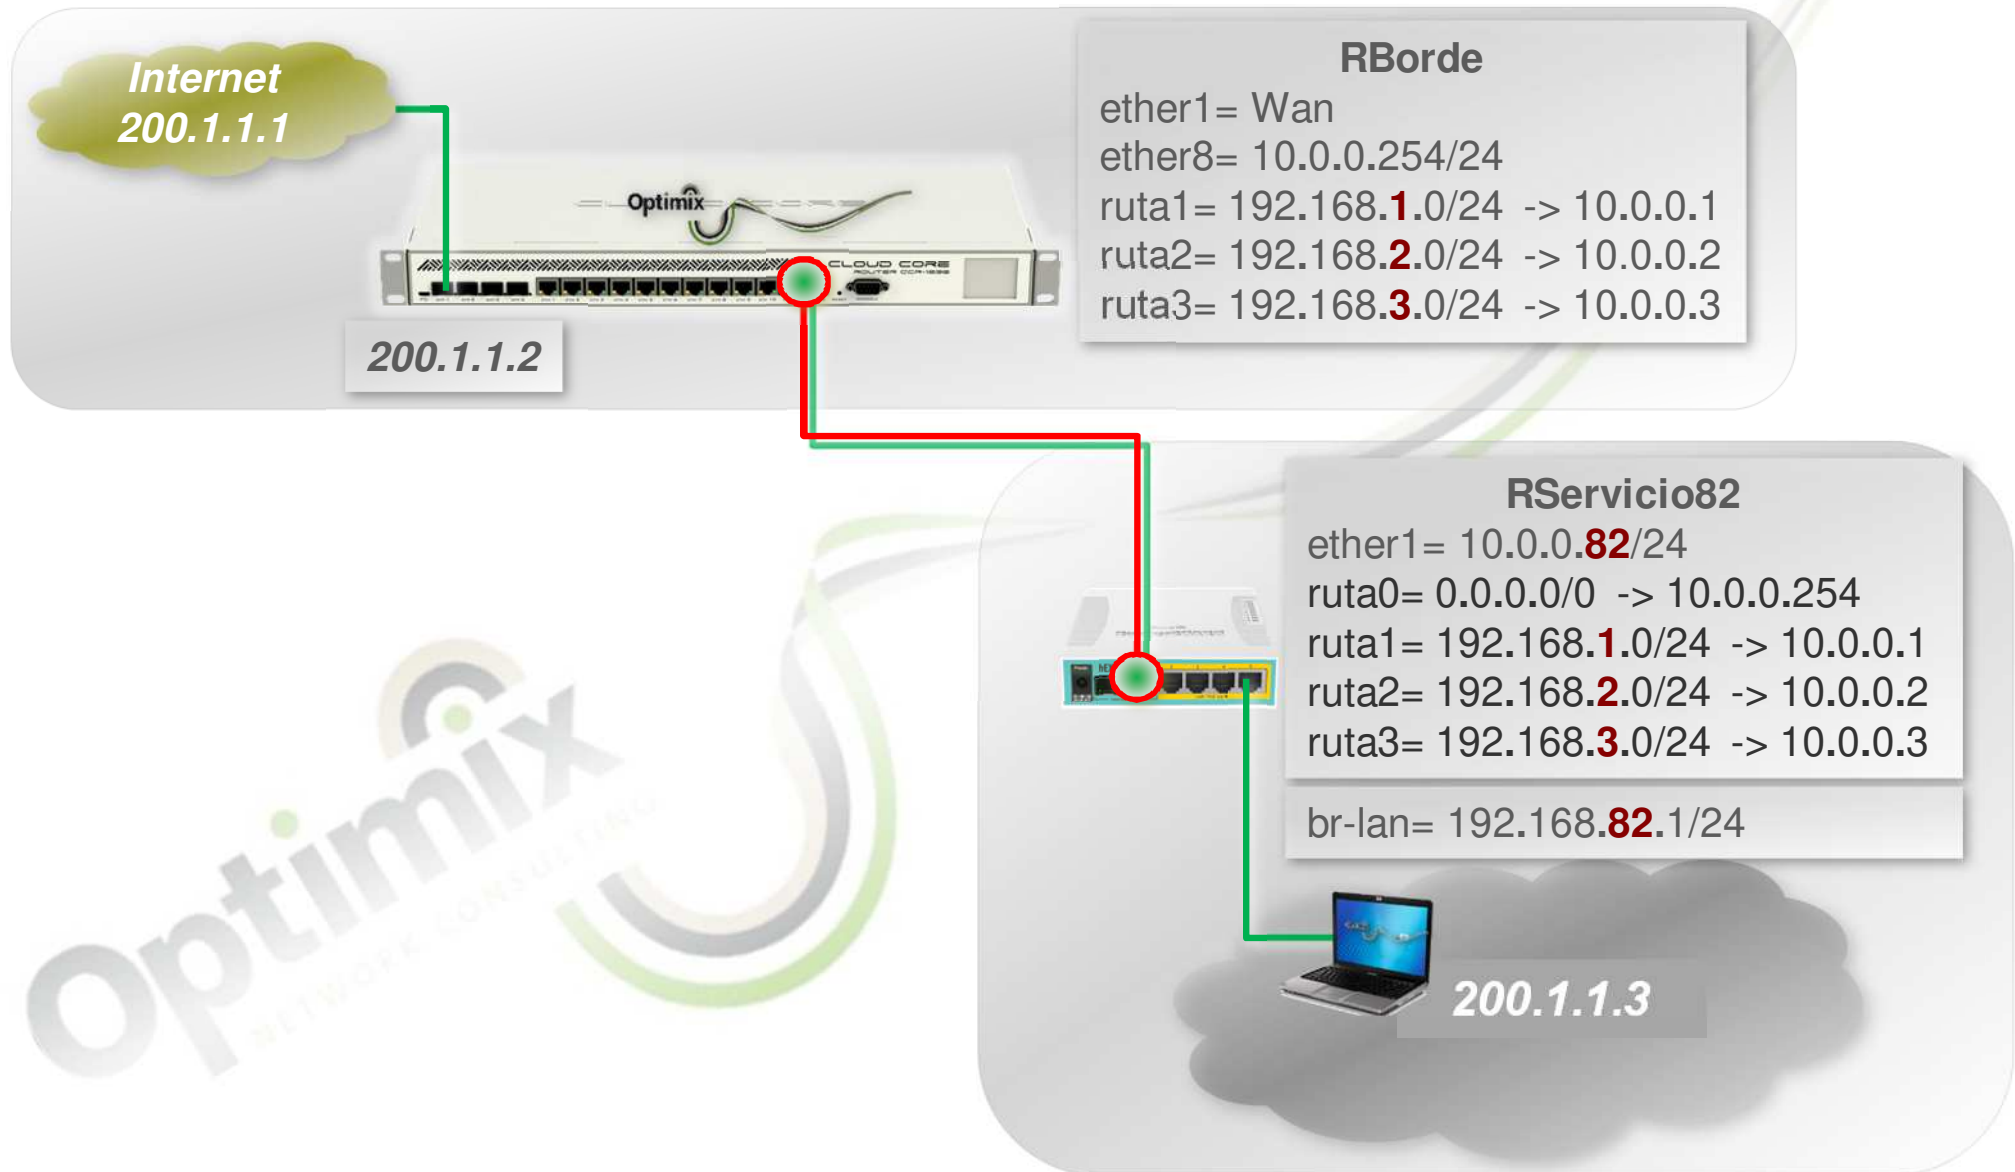 Internet
200.1.1.1
RBorde
ether1= Wan
ether8= 10.0.0.254/24
ruta1= 192.168.1.0/24 -> 10.0.0.1
ruta2= 192.168.2.0/24 -> 10.0.0.2
ruta3= 192.168.3.0/24 -> 10.0.0.3
Optimix
CLOUD CORE
ROUTER CCR-1036
200.1.1.2
RServicio82
ether1= 10.0.0.82/24
ruta0= 0.0.0.0/0 -> 10.0.0.254
ruta1= 192.168.1.0/24 -> 10.0.0.1
ruta2= 192.168.2.0/24 -> 10.0.0.2
ruta3= 192.168.3.0/24 -> 10.0.0.3
br-lan= 192.168.82.1/24
200.1.1.3
Optimix
NETWORK CONSULTING